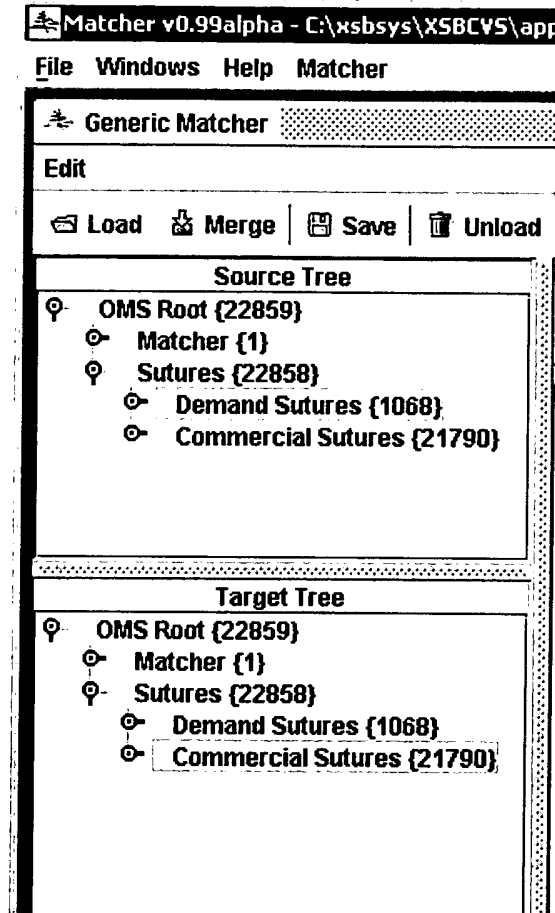 Matcher v0.99alpha - C:\xsbsys\XSBCVS\app
File Windows Help Matcher
Generic Matcher
Edit
Load Merge Save Unload
Source Tree
OMS Root {22859}
Matcher {1}
Sutures {22858}
Demand Sutures {1068}
Commercial Sutures {21790}
Target Tree
OMS Root {22859}
Matcher {1}
Sutures {22858}
Demand Sutures {1068}
Commercial Sutures {21790}